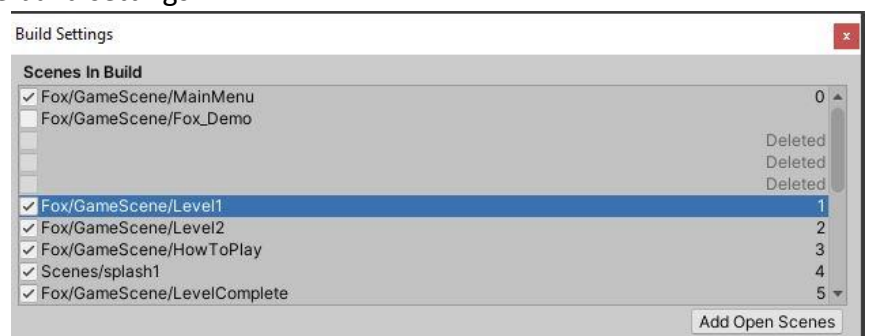 Build Settings
Scenes In Build
Fox/GameScene/MainMenu 0
Fox/GameScene/Fox_Demo
Deleted
Deleted
Deleted
Fox/GameScene/Level1 1
Fox/GameScene/Level2 2
Fox/GameScene/HowToPlay 3
Scenes/splash1 4
Fox/GameScene/LevelComplete 5
Add Open Scenes